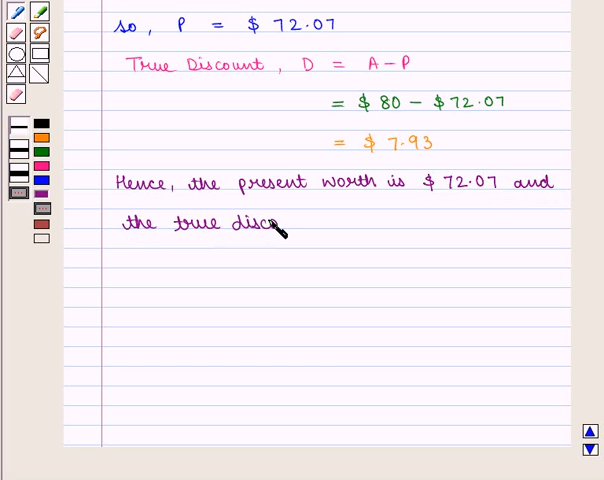 so, P = $ 72.07
True Discount, D = A - P
= $ 80 - $ 72.07
= $ 7.93
Hence, the present worth is $ 72.07 and
the true disc